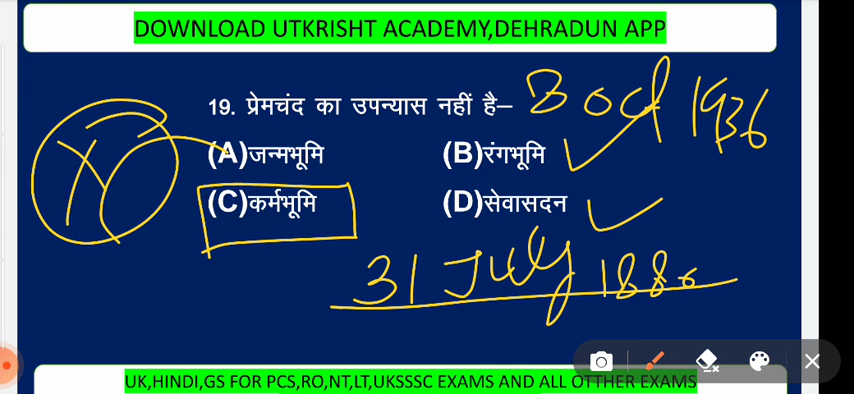 DOWNLOAD UTKRISHT ACADEMY,DEHRADUN APP
19. प्रेमचंद का उपन्यास नहीं है– 8 Oct 1936
(A)जन्मभूमि (B)रंगभूमि
(C)कर्मभूमि (D)सेवासदन
31 July 1880
UK,HINDI,GS FOR PCS,RO,NT,LT,UKSSSC EXAMS AND ALL OTTHER EXAMS